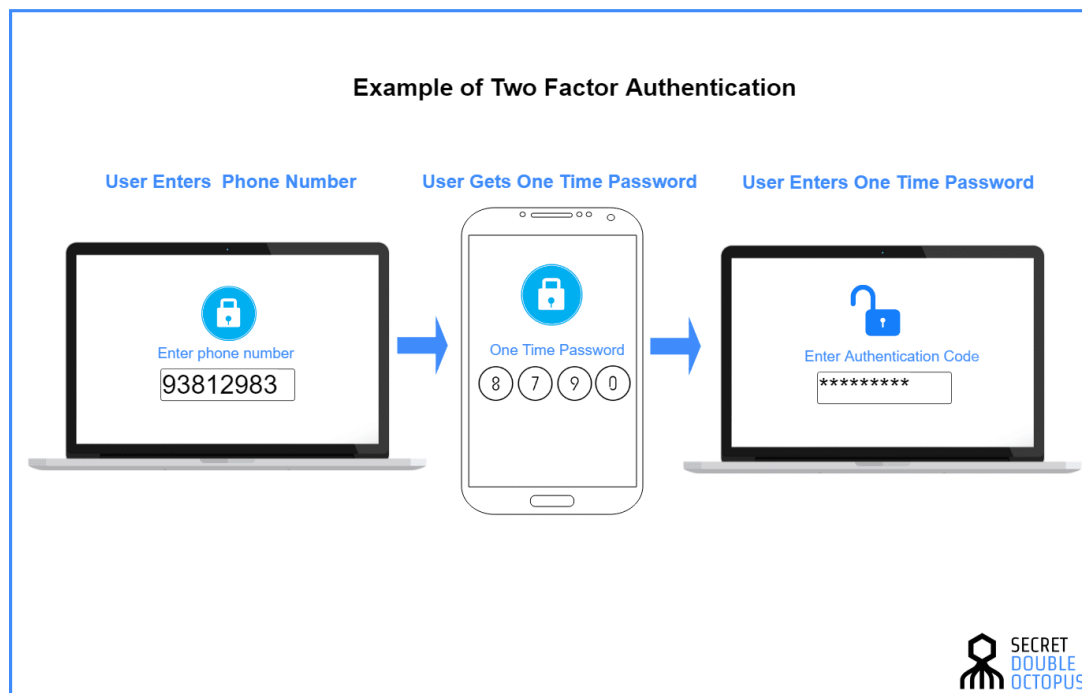 Example of Two Factor Authentication
User Enters Phone Number
User Gets One Time Password
User Enters One Time Password
Enter phone number
93812983
One Time Password
8 7 9 0
Enter Authentication Code
*********
SECRET
DOUBLE
OCTOPUS